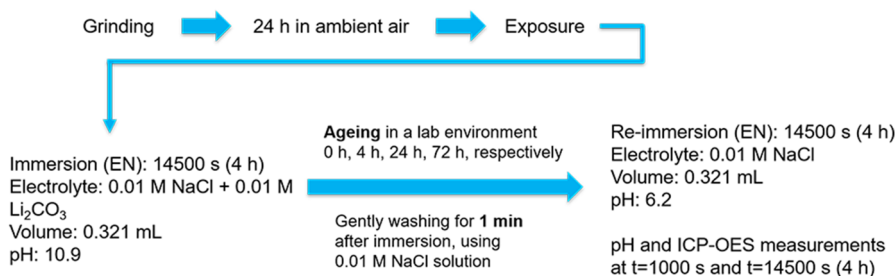 Grinding
24 h in ambient air
Exposure
Immersion (EN): 14500 s (4 h)
Electrolyte: 0.01 M NaCl + 0.01 M
Li₂CO₃
Volume: 0.321 mL
pH: 10.9
Ageing in a lab environment
0 h, 4 h, 24 h, 72 h, respectively
Gently washing for 1 min
after immersion, using
0.01 M NaCl solution
Re-immersion (EN): 14500 s (4 h)
Electrolyte: 0.01 M NaCl
Volume: 0.321 mL
pH: 6.2
pH and ICP-OES measurements
at t=1000 s and t=14500 s (4 h)